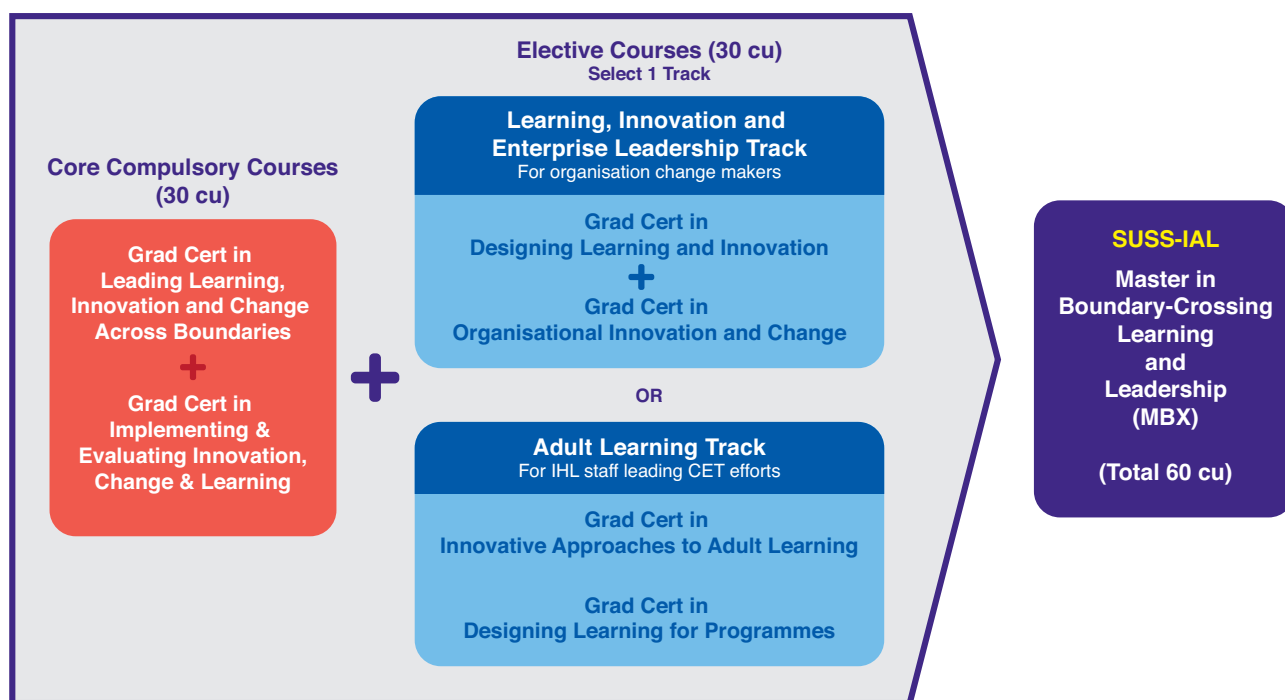 Core Compulsory Courses
(30 cu)
Grad Cert in
Leading Learning,
Innovation and Change
Across Boundaries
+
Grad Cert in
Implementing &
Evaluating Innovation,
Change & Learning
+
Elective Courses (30 cu)
Select 1 Track
Learning, Innovation and
Enterprise Leadership Track
For organisation change makers
Grad Cert in
Designing Learning and Innovation
+
Grad Cert in
Organisational Innovation and Change
OR
Adult Learning Track
For IHL staff leading CET efforts
Grad Cert in
Innovative Approaches to Adult Learning
Grad Cert in
Designing Learning for Programmes
SUSS-IAL
Master in
Boundary-Crossing
Learning
and
Leadership
(MBX)
(Total 60 cu)